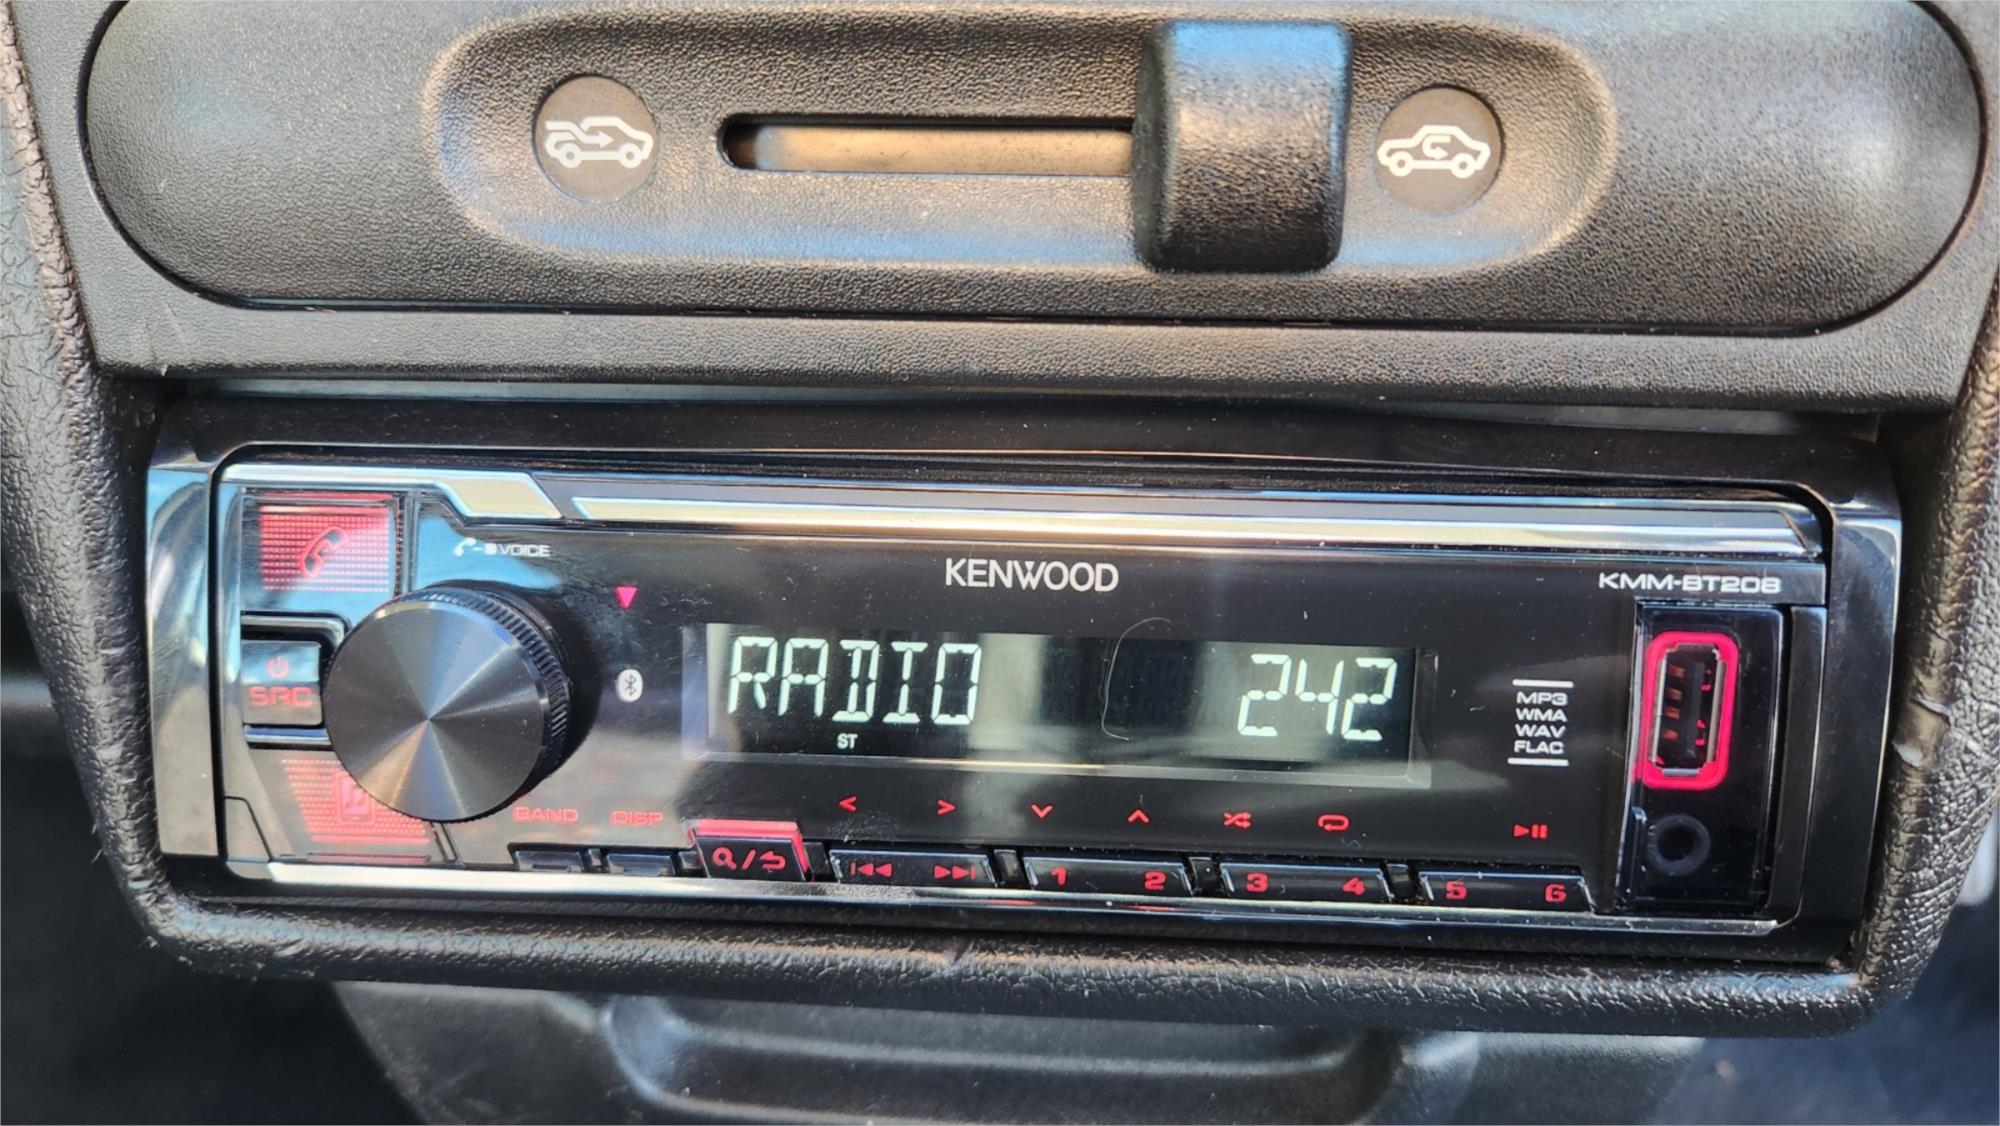 VOICE
KENWOOD
KMM-BT208
SRC
RADIO 242
ST
MP3
WMA
WAV
FLAC
BAND DISP
1 2 3 4 5 6